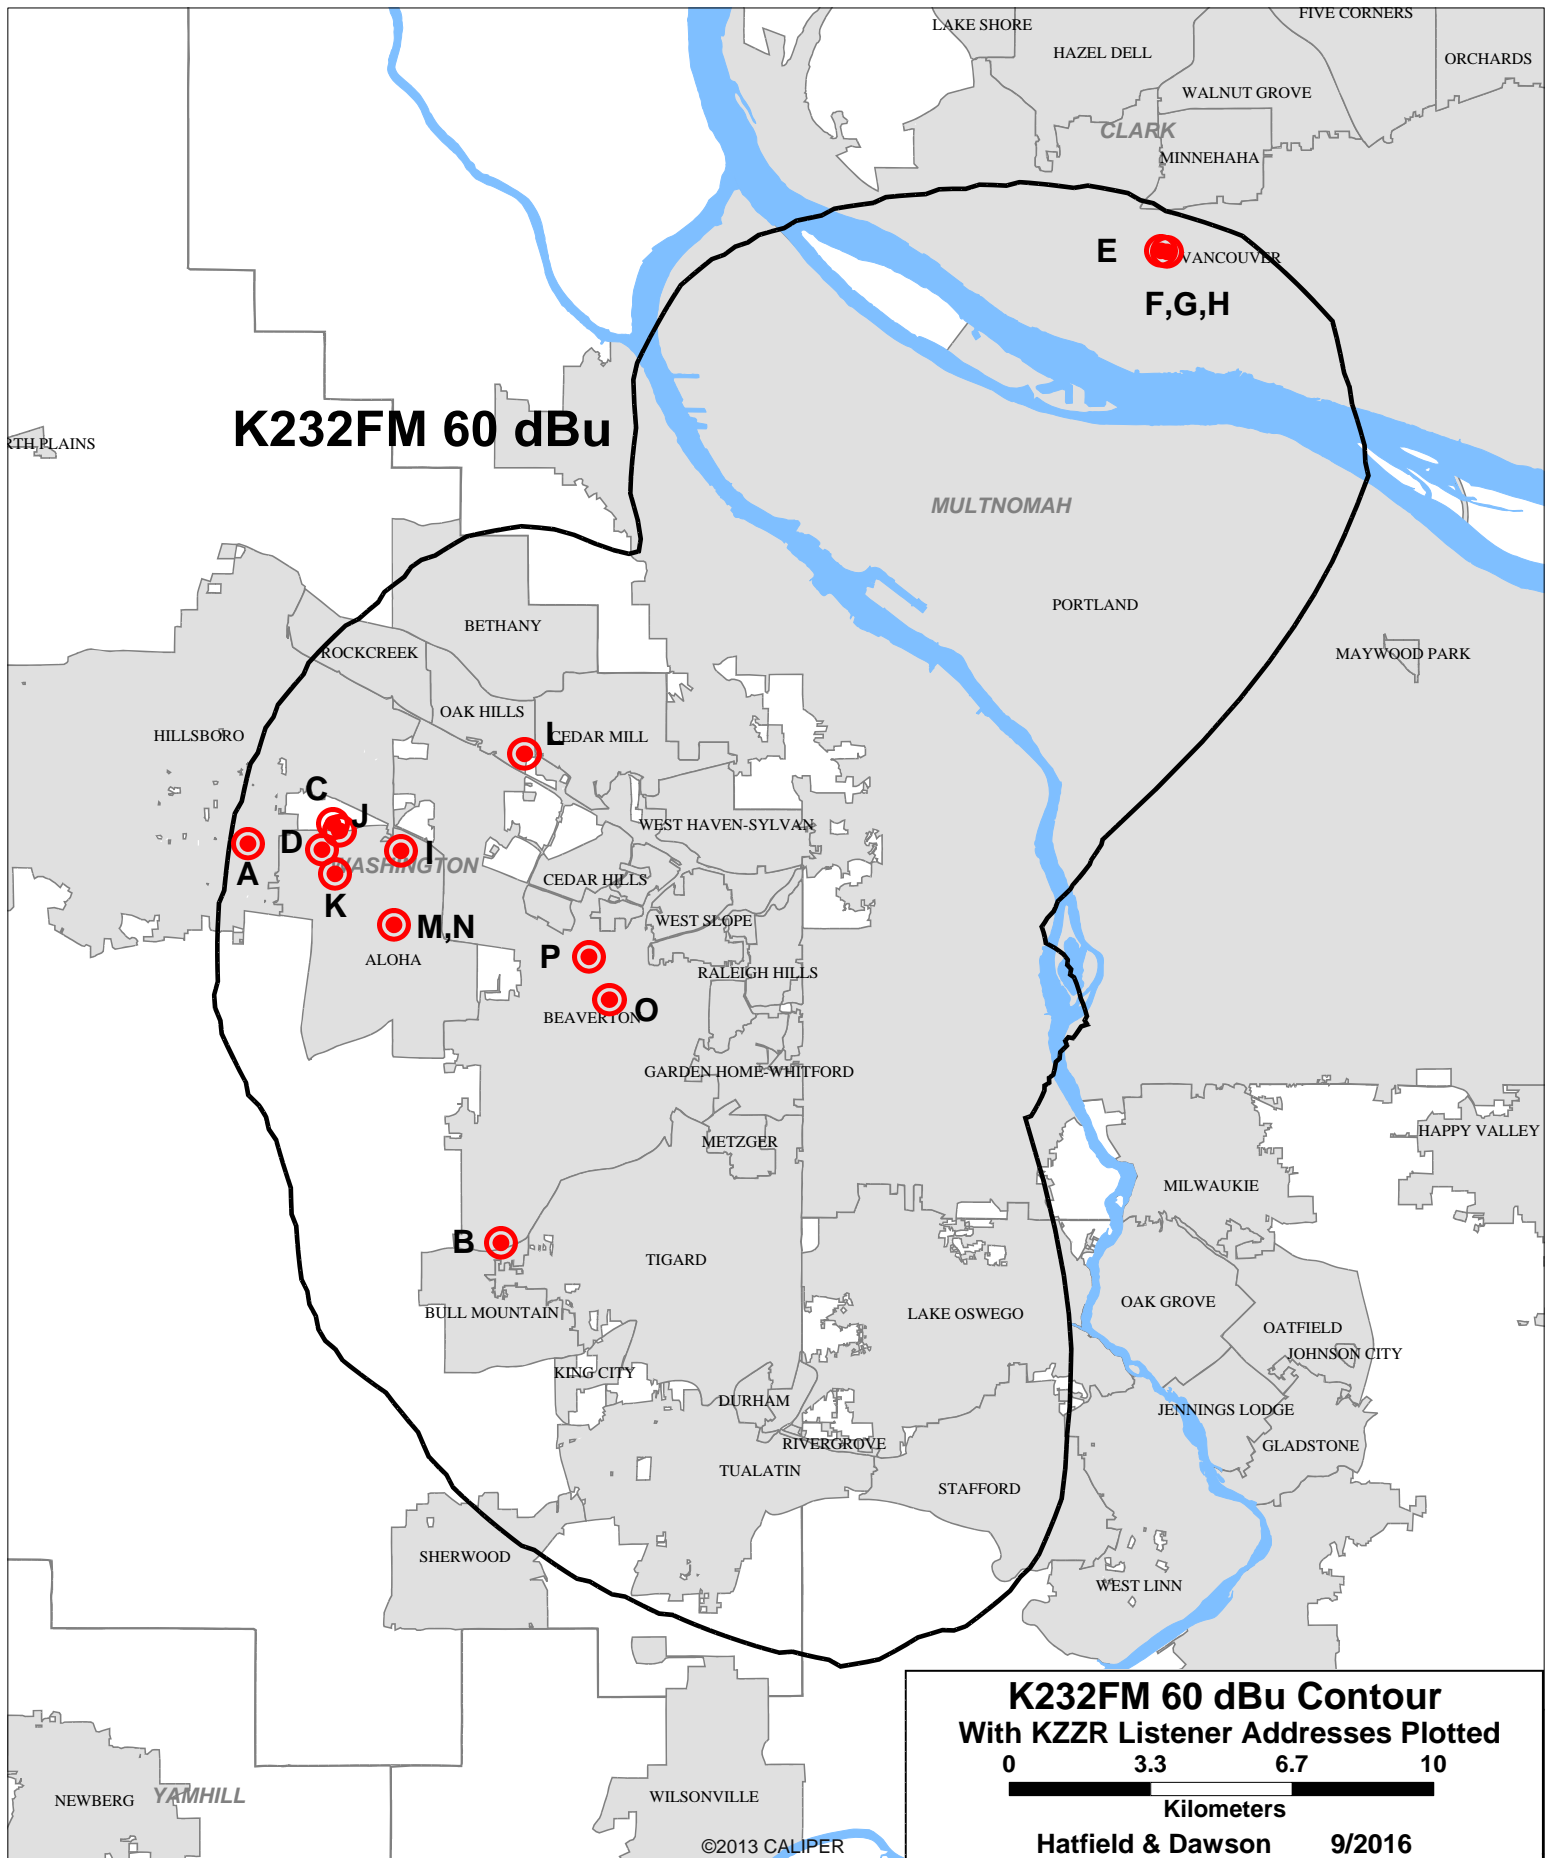 LAKE SHORE
FIVE CORNERS
HAZEL DELL
ORCHARDS
WALNUT GROVE
CLARK
MINNEHAHA
E
VANCOUVER
F,G,H
K232FM 60 dBu
RTH PLAINS
MULTNOMAH
PORTLAND
BETHANY
ROCKCREEK
MAYWOOD PARK
OAK HILLS
HILLSBORO
L
CEDAR MILL
C
J
WEST HAVEN-SYLVAN
D
I
A
WASHINGTON
CEDAR HILLS
K
WEST SLOPE
M,N
ALOHA
P
RALEIGH HILLS
O
BEAVERTON
GARDEN HOME-WHITFORD
METZGER
HAPPY VALLEY
MILWAUKIE
B
TIGARD
BULL MOUNTAIN
LAKE OSWEGO
OAK GROVE
OATFIELD
JOHNSON CITY
KING CITY
DURHAM
JENNINGS LODGE
RIVERGROVE
GLADSTONE
TUALATIN
STAFFORD
SHERWOOD
WEST LINN
K232FM 60 dBu Contour
With KZZR Listener Addresses Plotted
0 3.3 6.7 10
Kilometers
Hatfield & Dawson 9/2016
NEWBERG
YAMHILL
WILSONVILLE
©2013 CALIPER